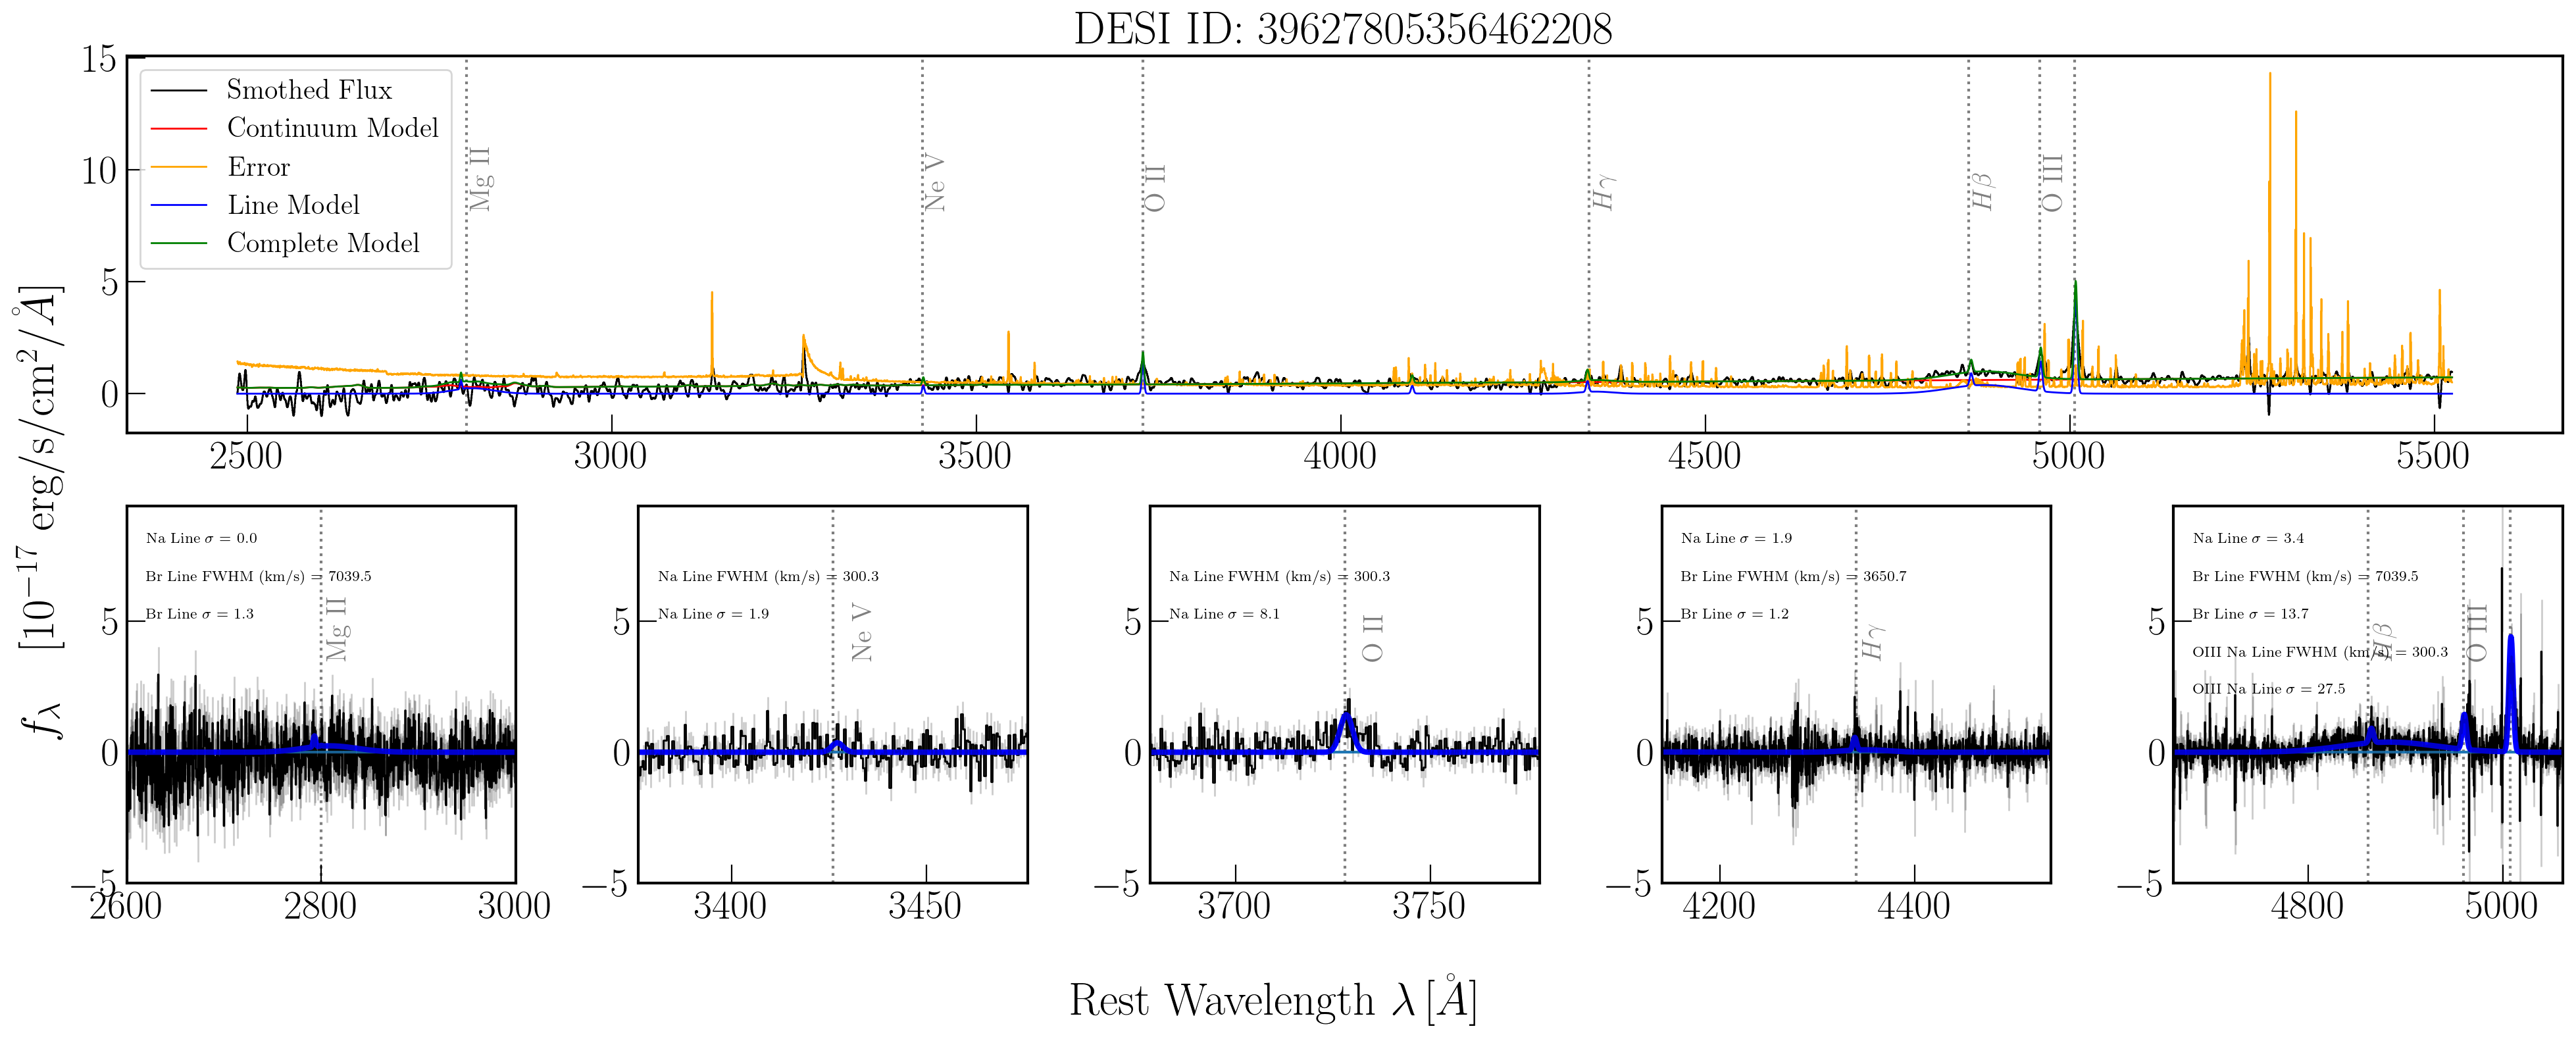 DESI ID: 39627805356462208
15
10
5
0
Smothed Flux
Continuum Model
Error
Line Model
Complete Model
Mg II
Ne V
O II
Hγ
Hβ
O III
2500 3000 3500 4000 4500 5000 5500
f_λ [10^{-17} erg/s/cm^2/Å]
Na Line σ = 0.0
Br Line FWHM (km/s) = 7039.5
Br Line σ = 1.3
Mg II
5
0
−5
2600 2800 3000
Na Line FWHM (km/s) = 300.3
Na Line σ = 1.9
Ne V
5
0
−5
3400 3450
Na Line FWHM (km/s) = 300.3
Na Line σ = 8.1
O II
5
0
−5
3700 3750
Na Line σ = 1.9
Br Line FWHM (km/s) = 3650.7
Br Line σ = 1.2
Hγ
5
0
−5
4200 4400
Na Line σ = 3.4
Br Line FWHM (km/s) = 7039.5
Br Line σ = 13.7
OIII Na Line FWHM (km/s) = 300.3
OIII Na Line σ = 27.5
Hβ
O III
5
0
−5
4800 5000
Rest Wavelength λ [Å]